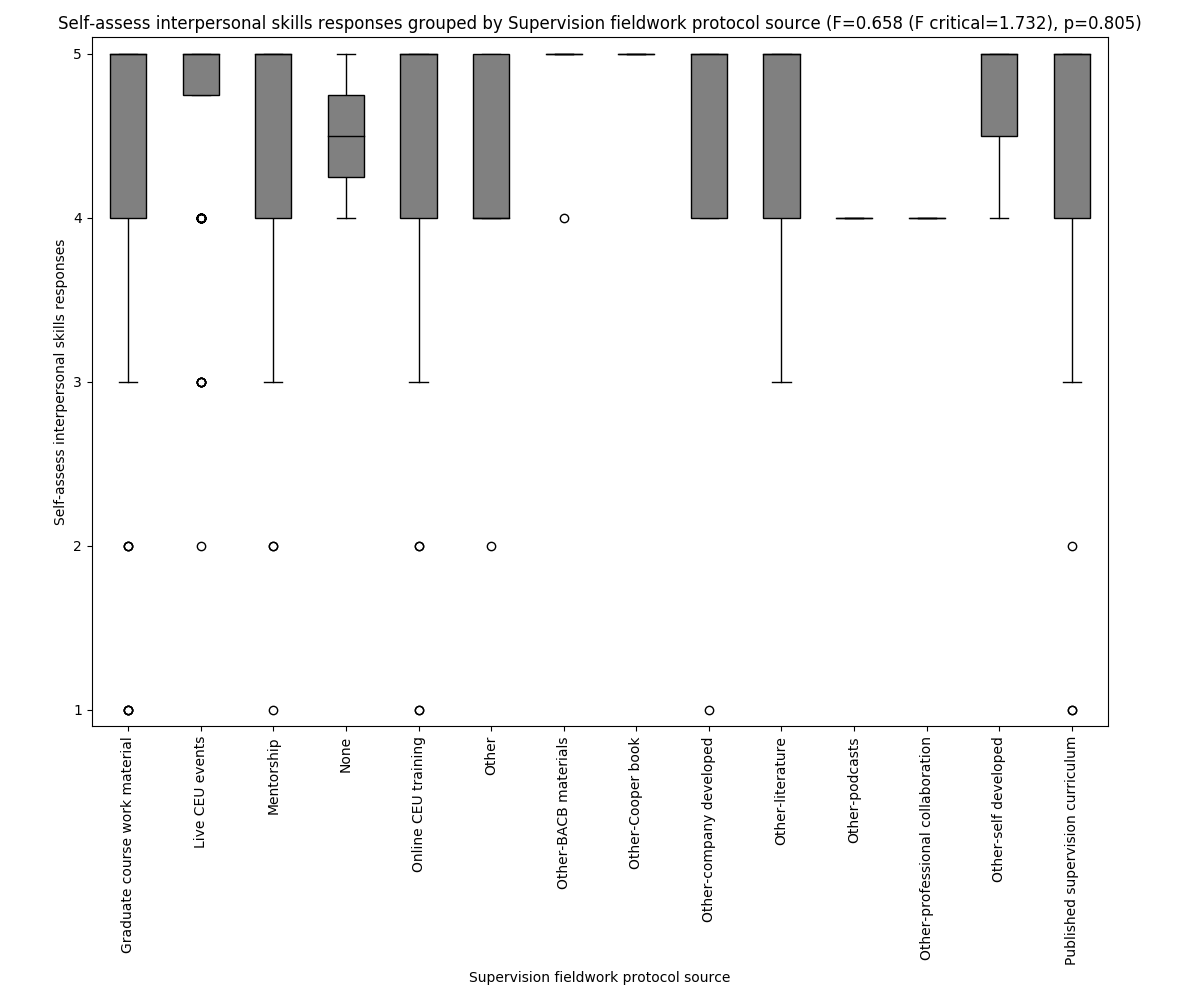 Self-assess interpersonal skills responses grouped by Supervision fieldwork protocol source (F=0.658 (F critical=1.732), p=0.805)
Self-assess interpersonal skills responses
5
4
3
2
1
Graduate course work material
Live CEU events
Mentorship
None
Online CEU training
Other
Other-BACB materials
Other-Cooper book
Other-company developed
Other-literature
Other-podcasts
Other-professional collaboration
Other-self developed
Published supervision curriculum
Supervision fieldwork protocol source